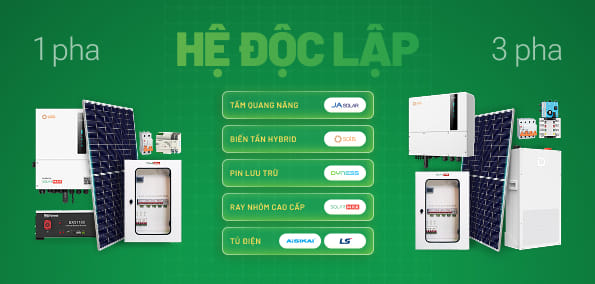 1 pha
HỆ ĐỘC LẬP
3 pha
TẤM QUANG NĂNG JA SOLAR
BIẾN TẦN HYBRID solis
PIN LƯU TRỮ DYNESS
RAY NHÔM CAO CẤP SOLARMAX
TỦ ĐIỆN AISIKAI LS